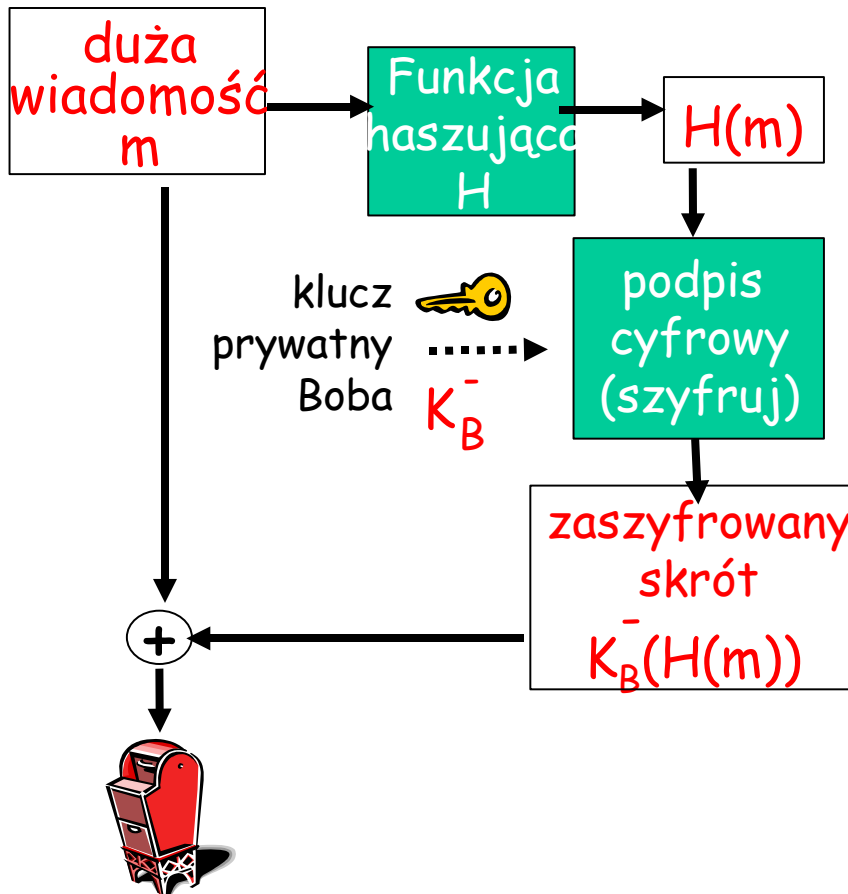 duża
wiadomość
m
Funkcja
haszująca
H
H(m)
klucz
prywatny
Boba
K_B^-
podpis
cyfrowy
(szyfruj)
zaszyfrowany
skrót
K_B^-(H(m))
+